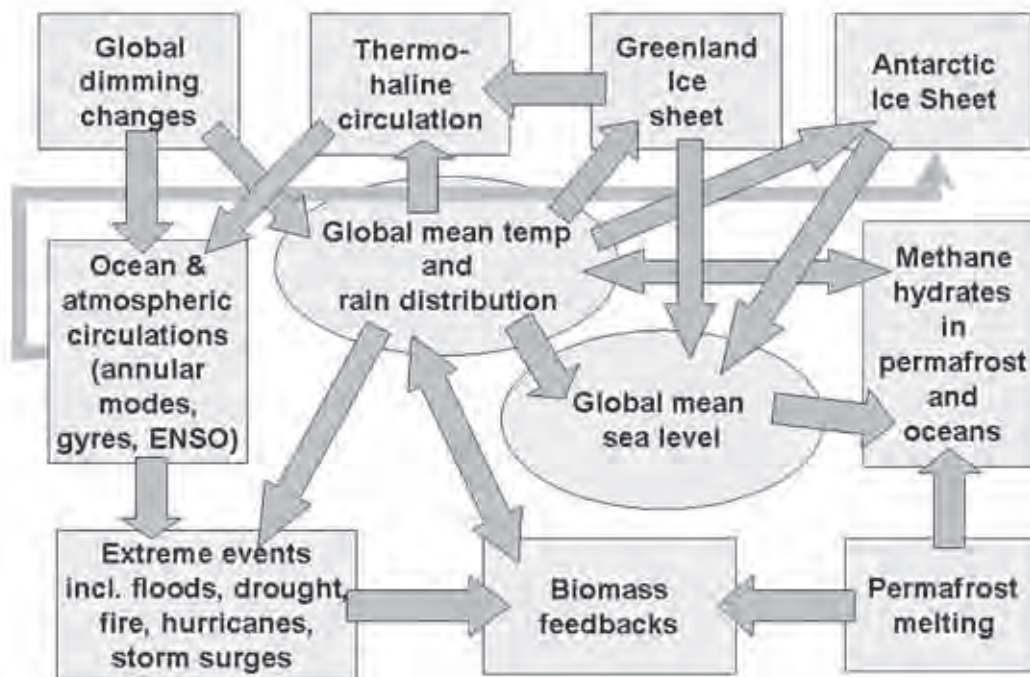 Global
dimming
changes
Thermo-
haline
circulation
Greenland
Ice
sheet
Antarctic
Ice Sheet
Global mean temp
and
rain distribution
Ocean &
atmospheric
circulations
(annular
modes,
gyres, ENSO)
Methane
hydrates
in
permafrost
and
oceans
Global mean
sea level
Extreme events
incl. floods, drought,
fire, hurricanes,
storm surges
Biomass
feedbacks
Permafrost
melting